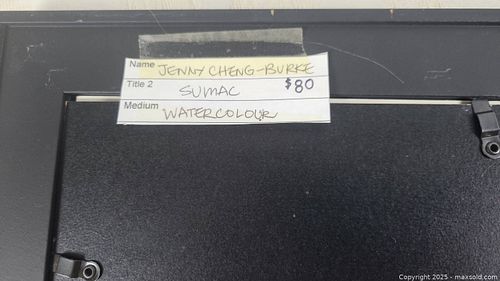 Name JENNY CHENG-BURKE
Title 2 SUMAC $80
Medium WATERCOLOUR
Copyright © 2025 - maxsold.com